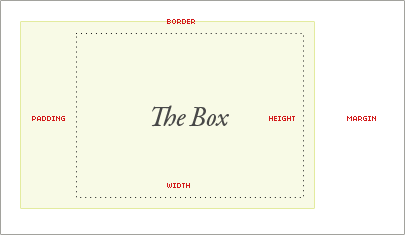 BORDER
PADDING
The Box
HEIGHT
MARGIN
WIDTH